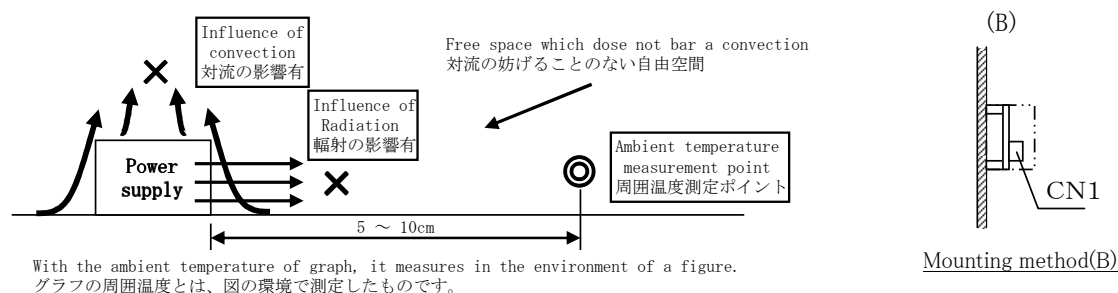 Influence of
convection
対流の影響有
Influence of
Radiation
輻射の影響有
Free space which dose not bar a convection
対流の妨げることのない自由空間
Power
supply
Ambient temperature
measurement point
周囲温度測定ポイント
5 ～ 10cm
With the ambient temperature of graph, it measures in the environment of a figure.
グラフの周囲温度とは、図の環境で測定したものです。
(B)
CN1
Mounting method(B)